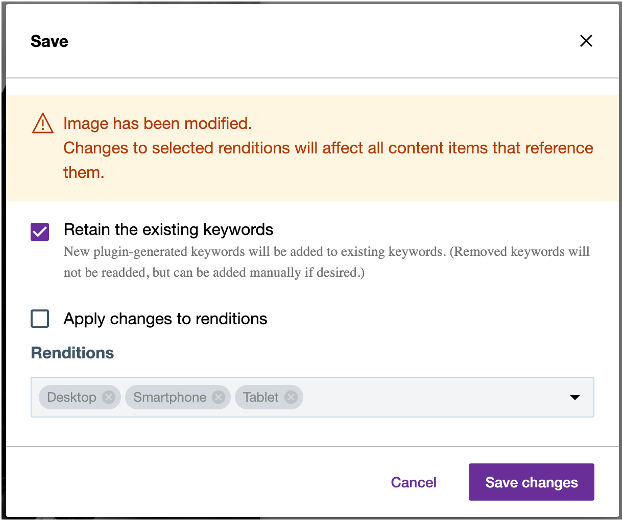 Save
Image has been modified.
Changes to selected renditions will affect all content items that reference
them.
Retain the existing keywords
New plugin-generated keywords will be added to existing keywords. (Removed keywords will
not be readded, but can be added manually if desired.)
Apply changes to renditions
Renditions
Desktop Smartphone Tablet
Cancel Save changes